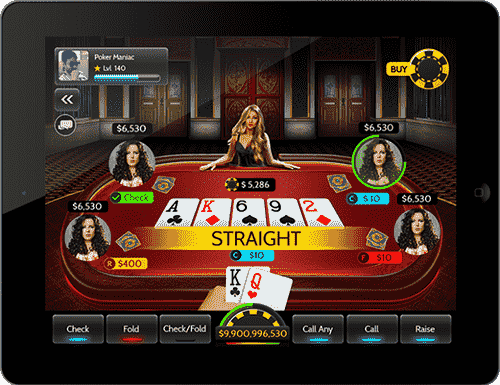 Poker Maniac
Lvl 140
BUY
$6,530
$6,530
$6,530
$6,530
$5,286
Check
C $10
A K 6 9 2
STRAIGHT
R $400
C $10
F $10
K Q
Check
Fold
Check/Fold
$9,900,996,530
Call Any
Call
Raise